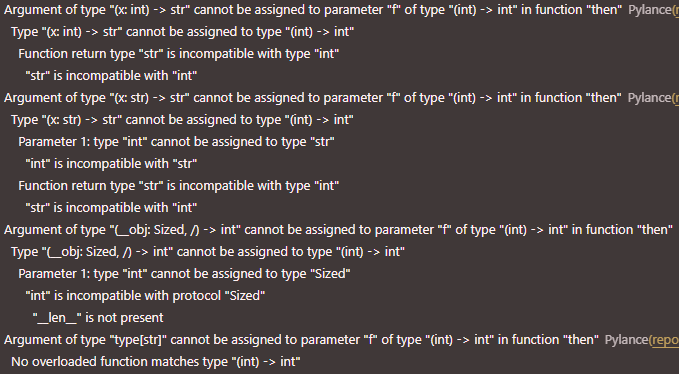 Argument of type "(x: int) -> str" cannot be assigned to parameter "f" of type "(int) -> int" in function "then" Pylance(r
Type "(x: int) -> str" cannot be assigned to type "(int) -> int"
Function return type "str" is incompatible with type "int"
"str" is incompatible with "int"
Argument of type "(x: str) -> str" cannot be assigned to parameter "f" of type "(int) -> int" in function "then" Pylance(r
Type "(x: str) -> str" cannot be assigned to type "(int) -> int"
Parameter 1: type "int" cannot be assigned to type "str"
"int" is incompatible with "str"
Function return type "str" is incompatible with type "int"
"str" is incompatible with "int"
Argument of type "(__obj: Sized, /) -> int" cannot be assigned to parameter "f" of type "(int) -> int" in function "then"
Type "(__obj: Sized, /) -> int" cannot be assigned to type "(int) -> int"
Parameter 1: type "int" cannot be assigned to type "Sized"
"int" is incompatible with protocol "Sized"
"__len__" is not present
Argument of type "type[str]" cannot be assigned to parameter "f" of type "(int) -> int" in function "then" Pylance(repo
No overloaded function matches type "(int) -> int"